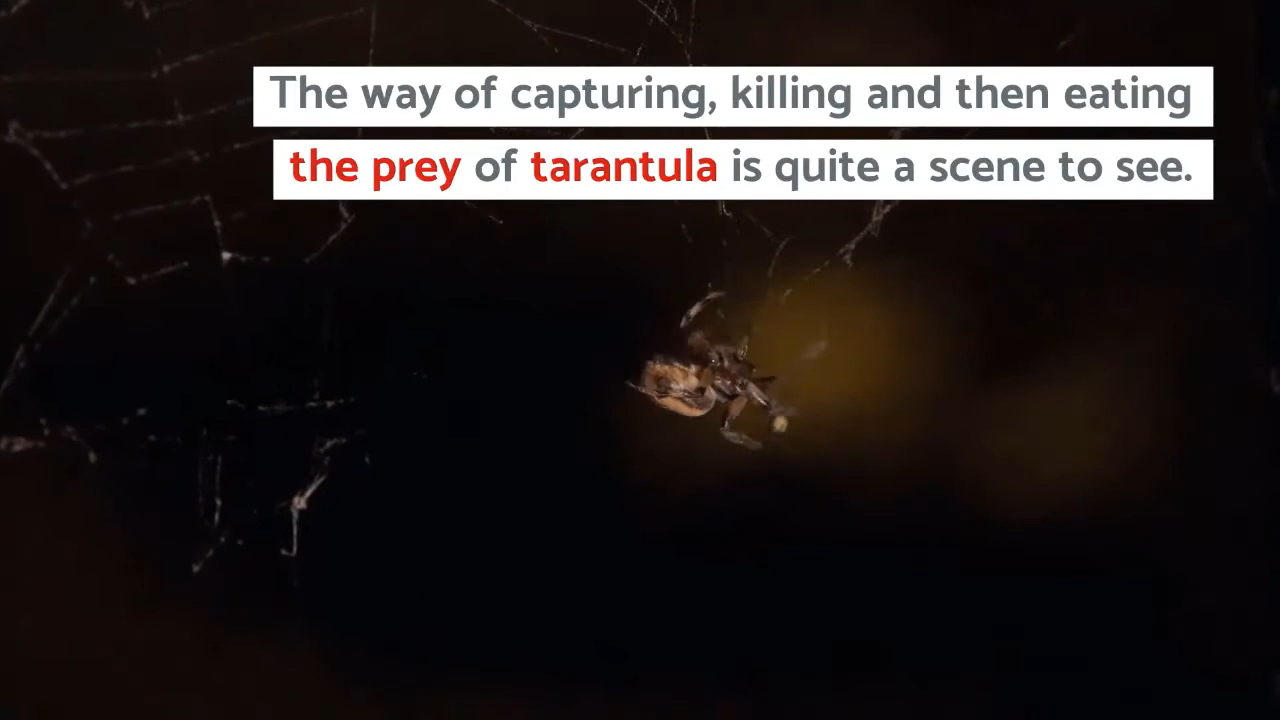 The way of capturing, killing and then eating
the prey of tarantula is quite a scene to see.